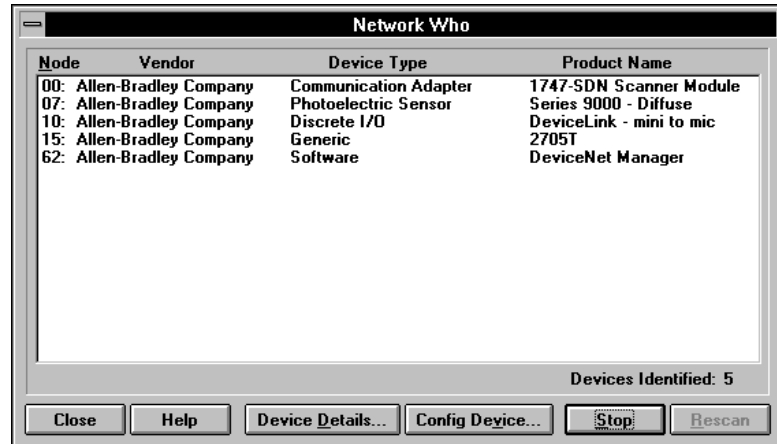 Network Who
Node Vendor Device Type Product Name
00: Allen-Bradley Company Communication Adapter 1747-SDN Scanner Module
07: Allen-Bradley Company Photoelectric Sensor Series 9000 - Diffuse
10: Allen-Bradley Company Discrete I/O DeviceLink - mini to mic
15: Allen-Bradley Company Generic 2705T
62: Allen-Bradley Company Software DeviceNet Manager
Devices Identified: 5
Close Help Device Details... Config Device... Stop Rescan